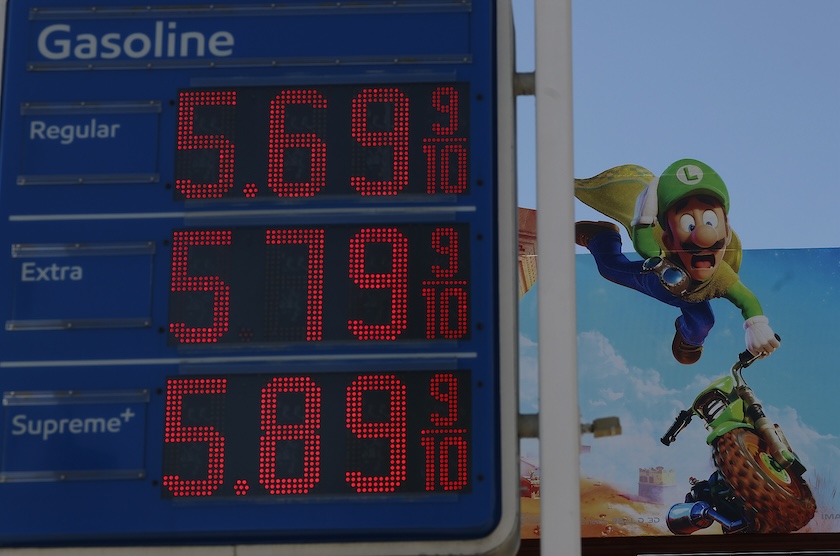 Gasoline
Regular 5.69 9/10
Extra 5.79 9/10
Supreme+ 5.89 9/10
L